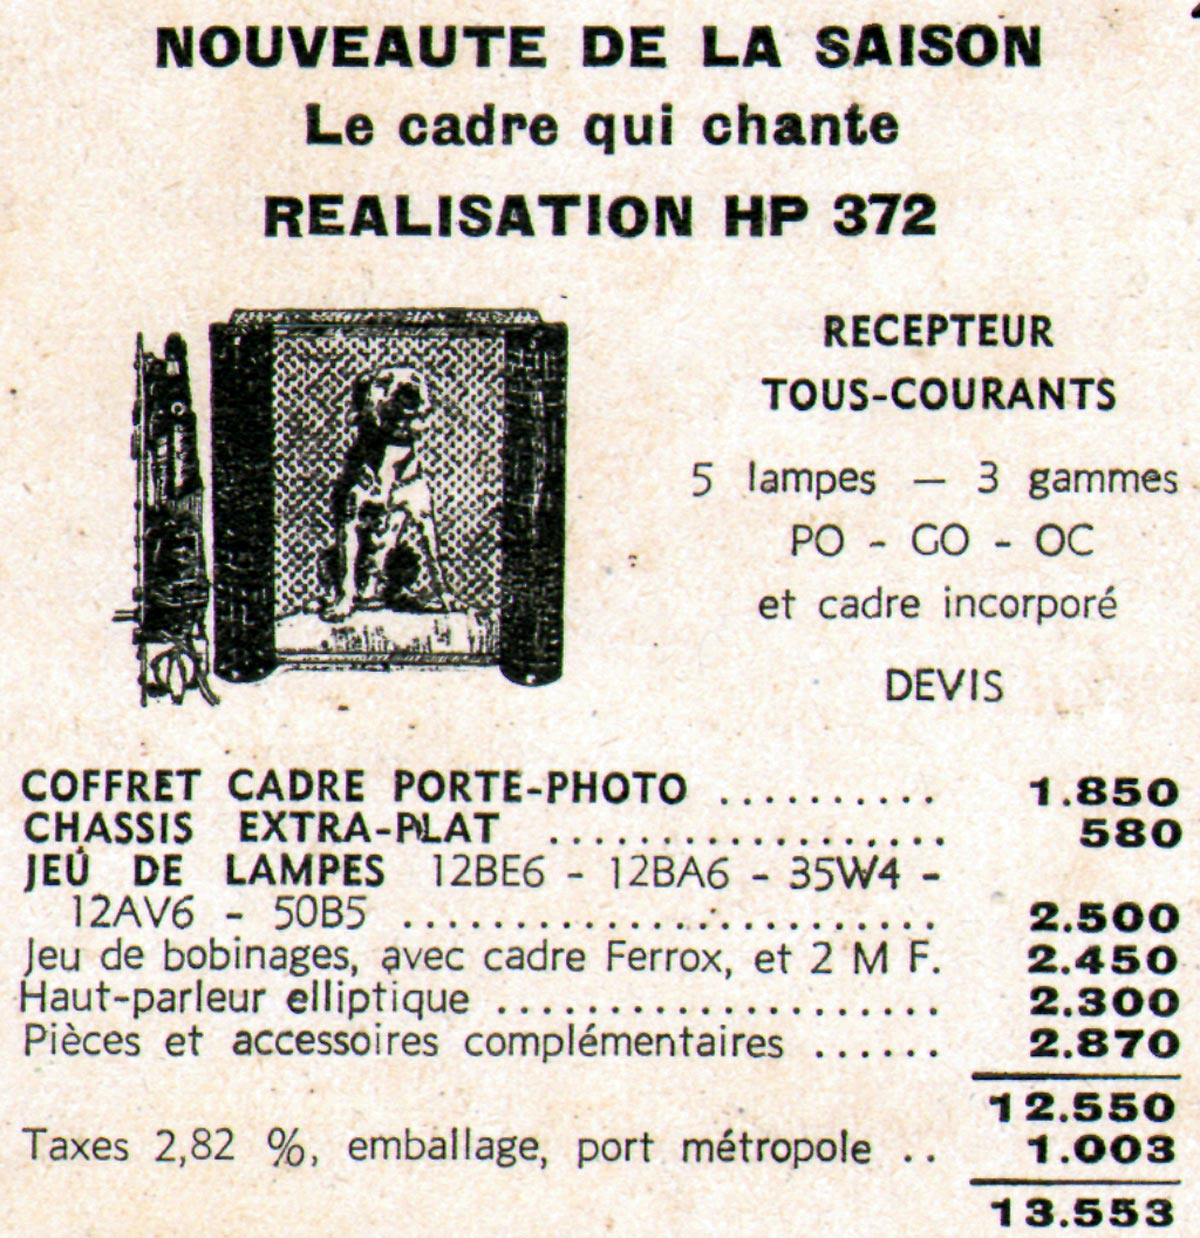 NOUVEAUTE DE LA SAISON
Le cadre qui chante
REALISATION HP 372
RECEPTEUR
TOUS-COURANTS
5 lampes — 3 gammes
PO - GO - OC
et cadre incorporé
DEVIS
COFFRET CADRE PORTE-PHOTO .......... 1.850
CHASSIS EXTRA-PLAT .................. 580
JEU DE LAMPES 12BE6 - 12BA6 - 35W4 -
12AV6 - 50B5 ........................ 2.500
Jeu de bobinages, avec cadre Ferrox, et 2 M F. 2.450
Haut-parleur elliptique .................... 2.300
Pièces et accessoires complémentaires ...... 2.870
12.550
Taxes 2,82 %, emballage, port métropole .. 1.003
13.553